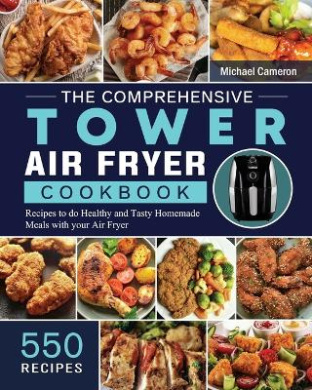 Michael Cameron
THE COMPREHENSIVE
TOWER
AIR FRYER
COOKBOOK
Recipes to do Healthy and Tasty Homemade
Meals with your Air Fryer
550
RECIPES